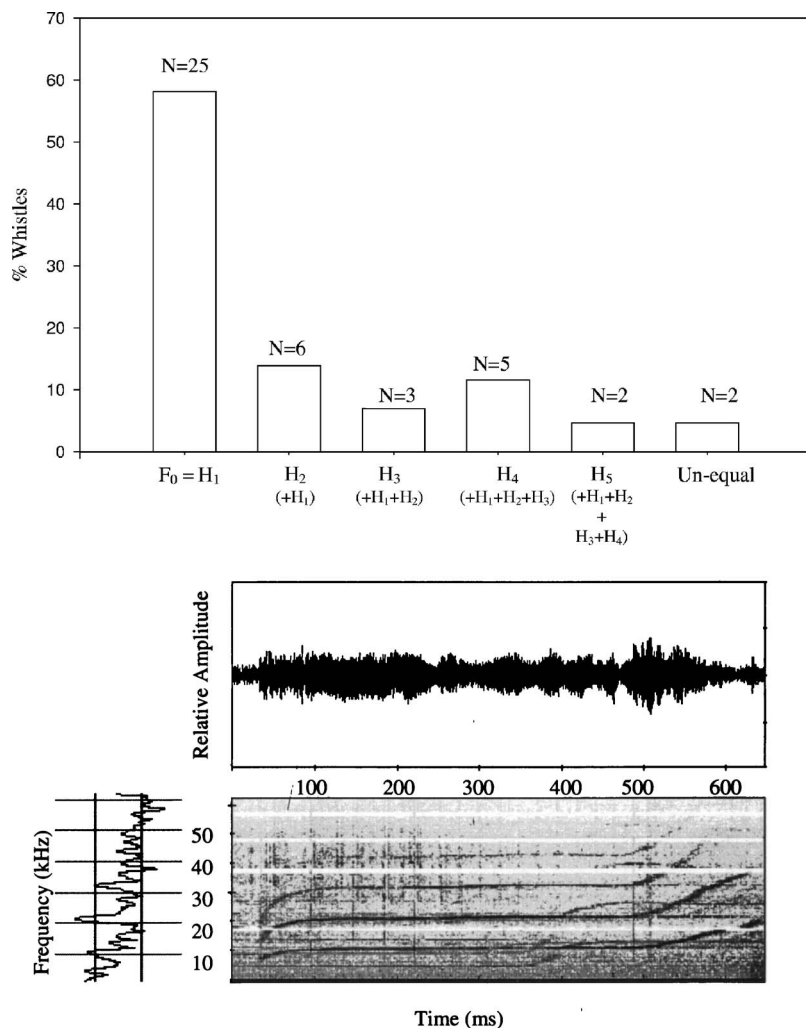 70
60
50
40
30
20
10
0
% Whistles
N=25
N=6
N=3
N=5
N=2
N=2
F₀ = H₁
H₂
(+H₁)
H₃
(+H₁+H₂)
H₄
(+H₁+H₂+H₃)
H₅
(+H₁+H₂
+
H₃+H₄)
Un-equal
Relative Amplitude
100 200 300 400 500 600
Frequency (kHz)
50
40
30
20
10
Time (ms)